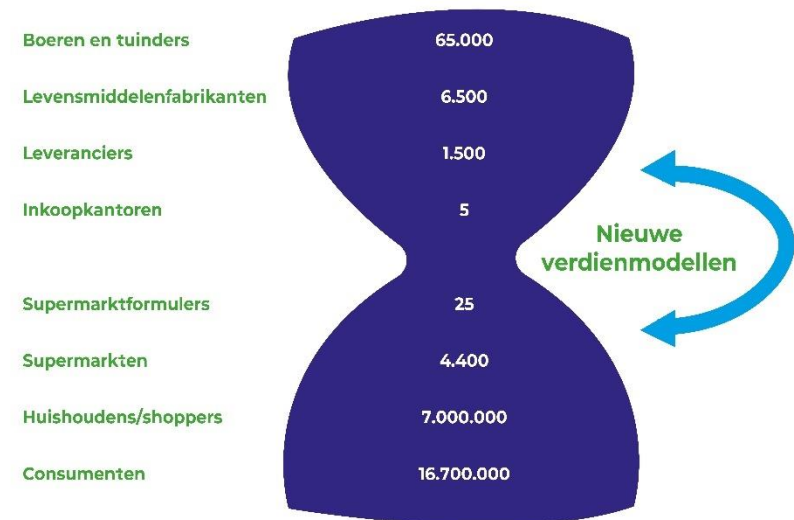 Boeren en tuinders 65.000
Levensmiddelenfabrikanten 6.500
Leveranciers 1.500
Inkoopkantoren 5
Nieuwe
verdienmodellen
Supermarktformulers 25
Supermarkten 4.400
Huishoudens/shoppers 7.000.000
Consumenten 16.700.000